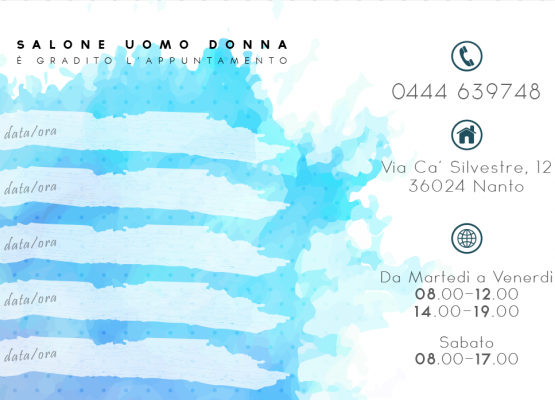 SALONE UOMO DONNA
È GRADITO L'APPUNTAMENTO
data/ora
data/ora
data/ora
data/ora
data/ora
0444 639748
Via Ca' Silvestre, 12
36024 Nanto
Da Martedì a Venerdì
08.00-12.00
14.00-19.00
Sabato
08.00-17.00